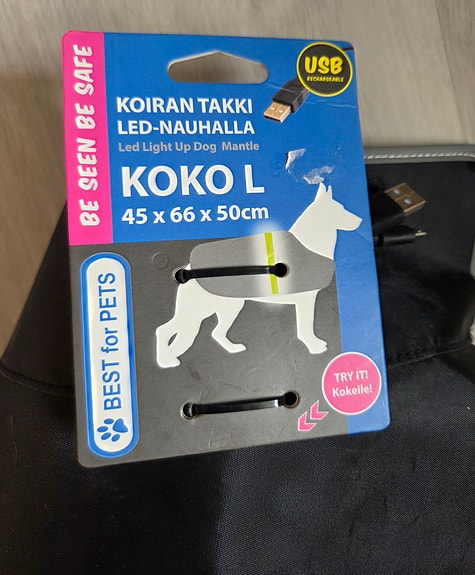 BE SEEN BE SAFE
USB
RECHARGEABLE
KOIRAN TAKKI
LED-NAUHALLA
Led Light Up Dog Mantle
KOKO L
45 x 66 x 50cm
BEST for PETS
TRY IT!
Kokeile!